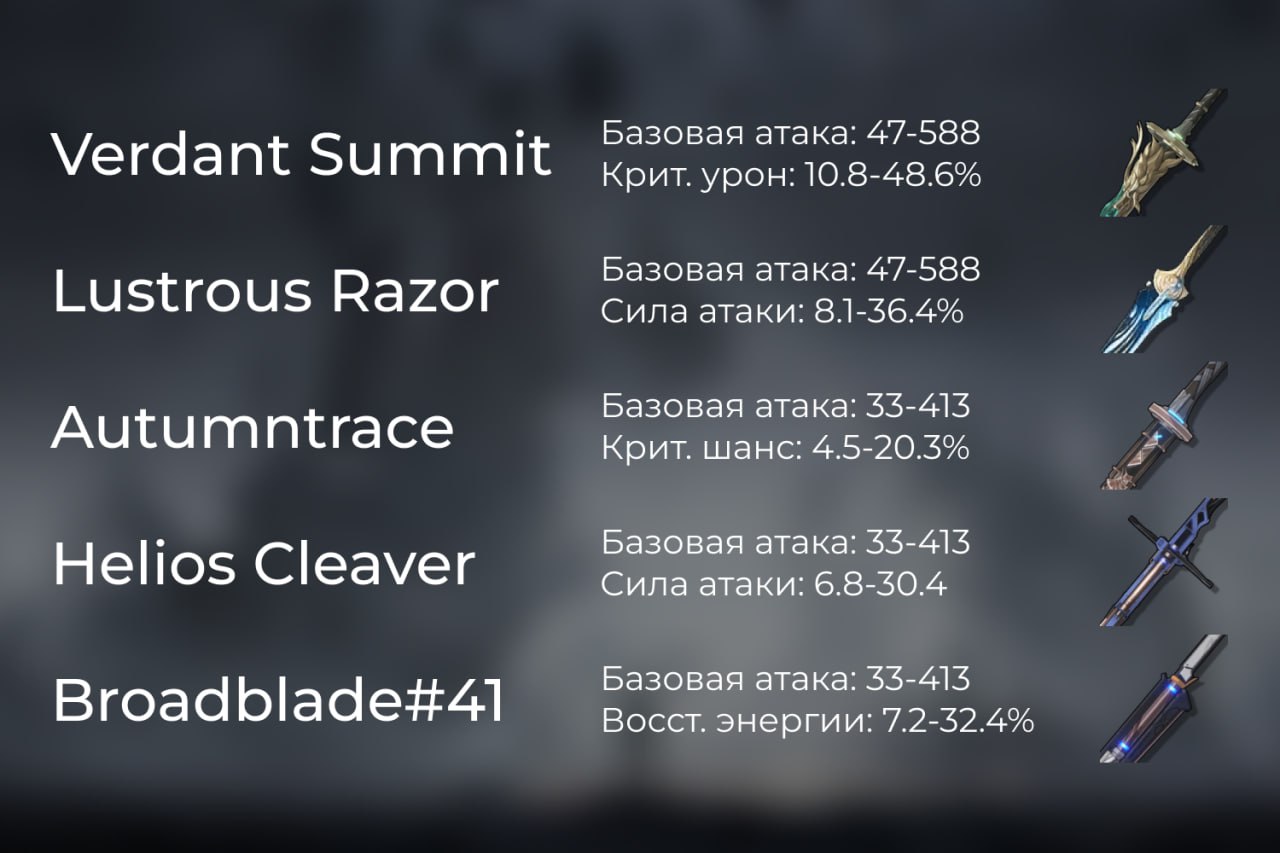 Verdant Summit
Базовая атака: 47-588
Крит. урон: 10.8-48.6%
Lustrous Razor
Базовая атака: 47-588
Сила атаки: 8.1-36.4%
Autumntrace
Базовая атака: 33-413
Крит. шанс: 4.5-20.3%
Helios Cleaver
Базовая атака: 33-413
Сила атаки: 6.8-30.4
Broadblade#41
Базовая атака: 33-413
Восст. энергии: 7.2-32.4%